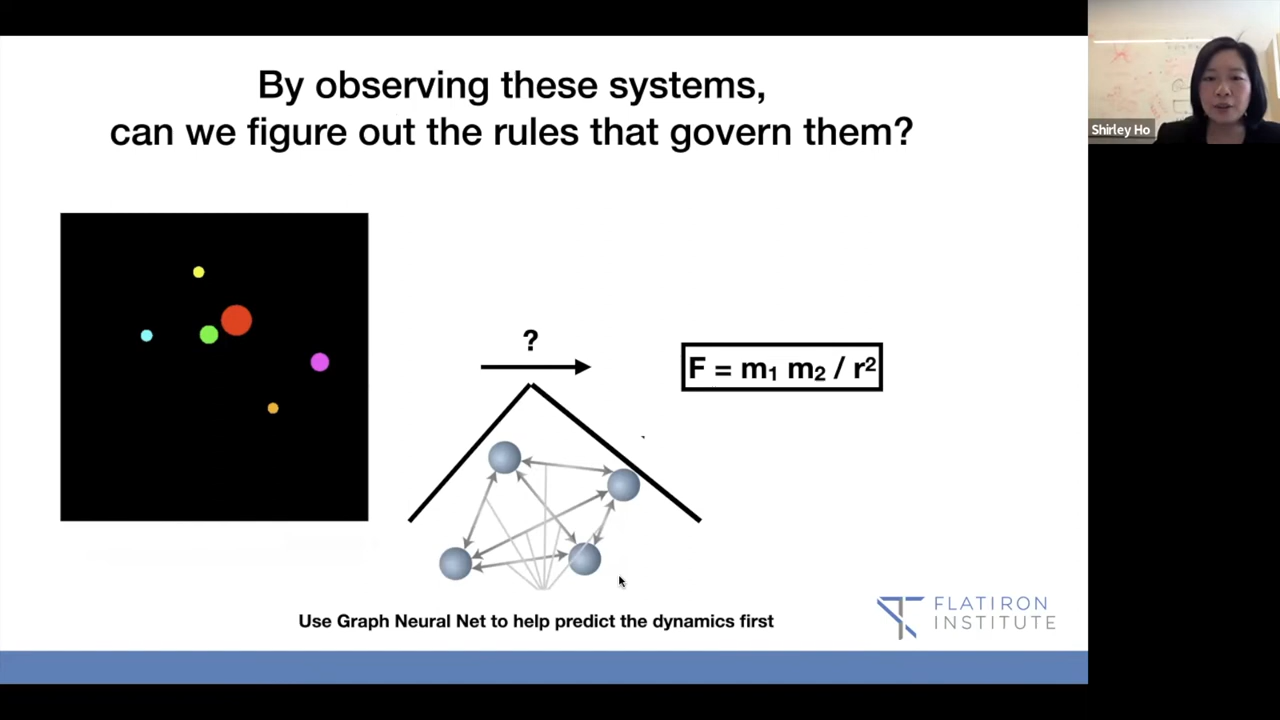 By observing these systems,
can we figure out the rules that govern them?
Shirley Ho
?
F = m₁ m₂ / r²
Use Graph Neural Net to help predict the dynamics first
FLATIRON
INSTITUTE